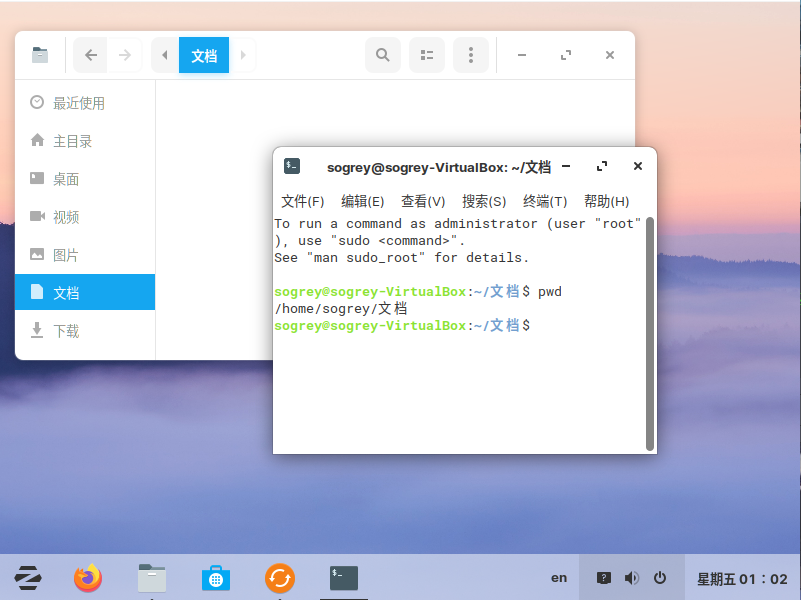 文档
最近使用
主目录
桌面
视频
图片
文档
下载
sogrey@sogrey-VirtualBox: ~/文档
文件(F) 编辑(E) 查看(V) 搜索(S) 终端(T) 帮助(H)
To run a command as administrator (user "root"
), use "sudo <command>".
See "man sudo_root" for details.
sogrey@sogrey-VirtualBox:~/文档$ pwd
/home/sogrey/文档
sogrey@sogrey-VirtualBox:~/文档$
en 星期五 01:02